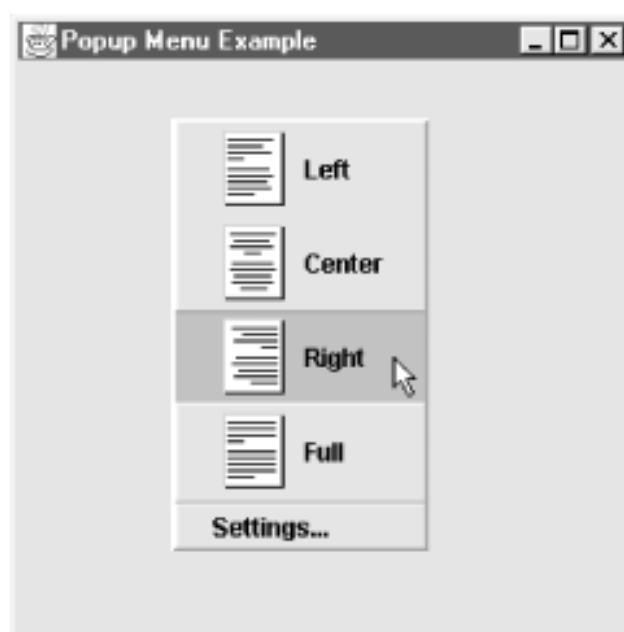 Popup Menu Example
Left
Center
Right
Full
Settings...